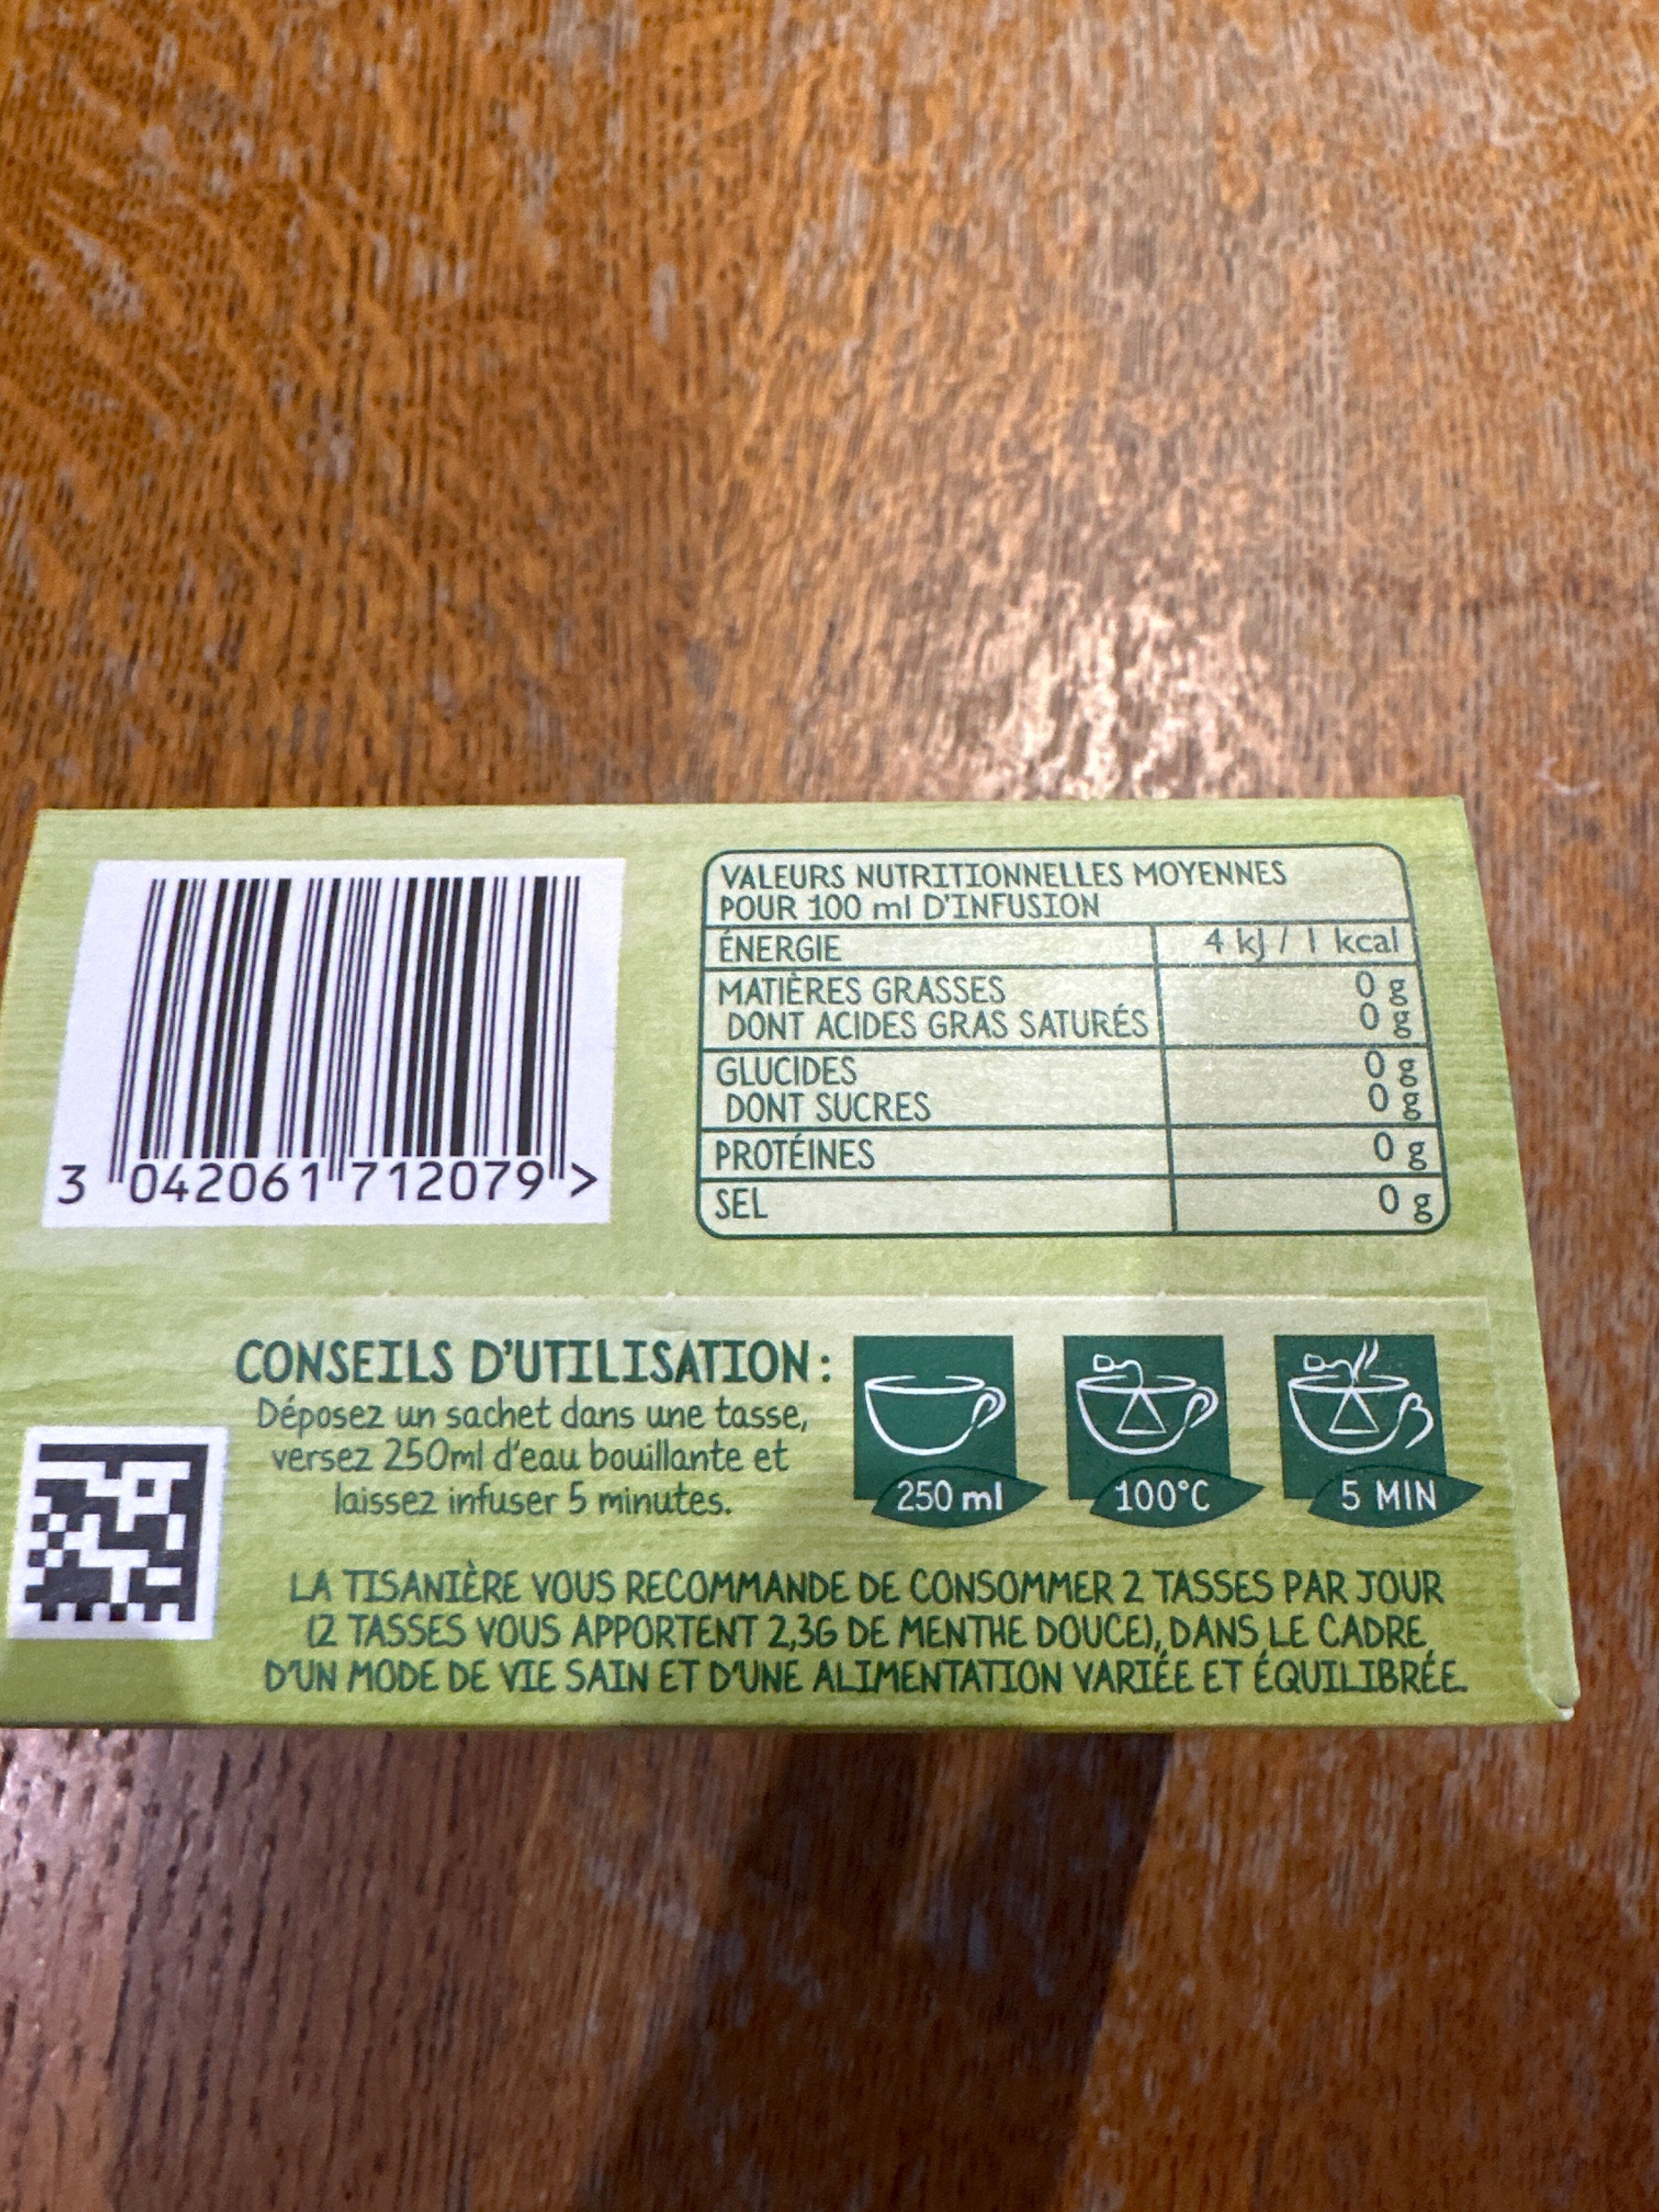 3 042061 712079 >
VALEURS NUTRITIONNELLES MOYENNES
POUR 100 ml D'INFUSION
ÉNERGIE 4 kJ / 1 kcal
MATIÈRES GRASSES 0 g
DONT ACIDES GRAS SATURÉS 0 g
GLUCIDES 0 g
DONT SUCRES 0 g
PROTÉINES 0 g
SEL 0 g
CONSEILS D'UTILISATION :
Déposez un sachet dans une tasse,
versez 250ml d'eau bouillante et
laissez infuser 5 minutes.
250 ml
100°C
5 MIN
LA TISANIÈRE VOUS RECOMMANDE DE CONSOMMER 2 TASSES PAR JOUR
(2 TASSES VOUS APPORTENT 2,3G DE MENTHE DOUCE), DANS LE CADRE
D'UN MODE DE VIE SAIN ET D'UNE ALIMENTATION VARIÉE ET ÉQUILIBRÉE.